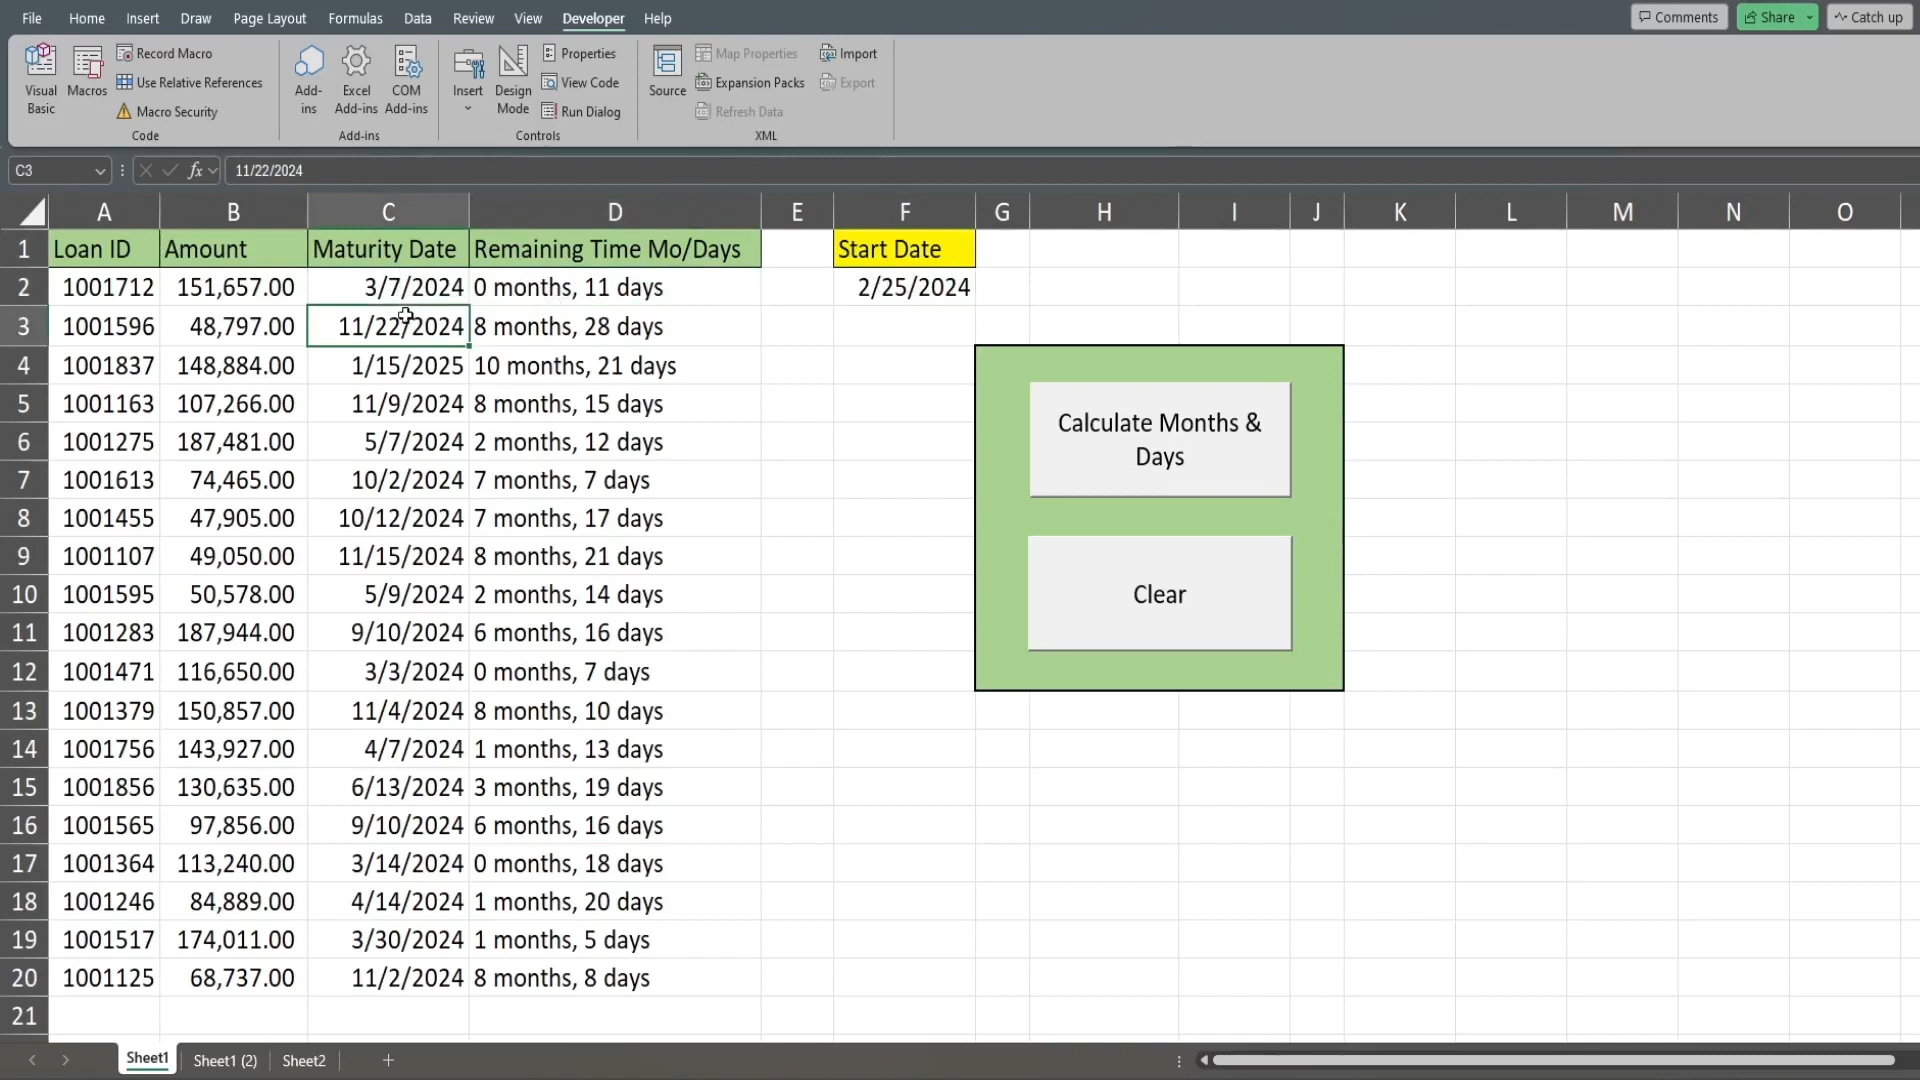 File Home Insert Draw Page Layout Formulas Data Review View Developer Help Comments Share Catch up
Visual Basic Macros Record Macro Use Relative References Macro Security Code
Add-ins Excel Add-ins COM Add-ins Add-ins
Insert Design Mode Properties View Code Run Dialog Controls
Source Map Properties Expansion Packs Refresh Data Import Export XML
C3 fx 11/22/2024
A B C D E F G H I J K L M N O
1 Loan ID Amount Maturity Date Remaining Time Mo/Days Start Date
2 1001712 151,657.00 3/7/2024 0 months, 11 days 2/25/2024
3 1001596 48,797.00 11/22/2024 8 months, 28 days
4 1001837 148,884.00 1/15/2025 10 months, 21 days
5 1001163 107,266.00 11/9/2024 8 months, 15 days
6 1001275 187,481.00 5/7/2024 2 months, 12 days
7 1001613 74,465.00 10/2/2024 7 months, 7 days
8 1001455 47,905.00 10/12/2024 7 months, 17 days
9 1001107 49,050.00 11/15/2024 8 months, 21 days
10 1001595 50,578.00 5/9/2024 2 months, 14 days
11 1001283 187,944.00 9/10/2024 6 months, 16 days
12 1001471 116,650.00 3/3/2024 0 months, 7 days
13 1001379 150,857.00 11/4/2024 8 months, 10 days
14 1001756 143,927.00 4/7/2024 1 months, 13 days
15 1001856 130,635.00 6/13/2024 3 months, 19 days
16 1001565 97,856.00 9/10/2024 6 months, 16 days
17 1001364 113,240.00 3/14/2024 0 months, 18 days
18 1001246 84,889.00 4/14/2024 1 months, 20 days
19 1001517 174,011.00 3/30/2024 1 months, 5 days
20 1001125 68,737.00 11/2/2024 8 months, 8 days
21
Calculate Months &
Days
Clear
Sheet1 Sheet1 (2) Sheet2